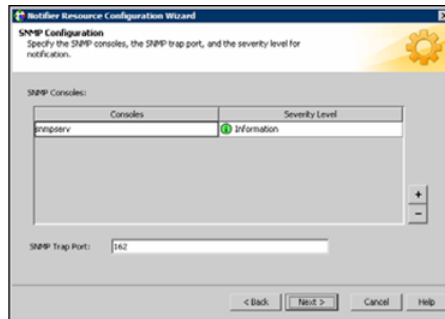 Notifier Resource Configuration Wizard
SNMP Configuration
Specify the SNMP consoles, the SNMP trap port, and the severity level for
notification.
SNMP Consoles:
Consoles Severity Level
snmpserv Information
+
-
SNMP Trap Port: 162
< Back Next > Cancel Help